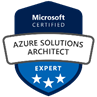 Microsoft
CERTIFIED
AZURE SOLUTIONS
ARCHITECT
EXPERT